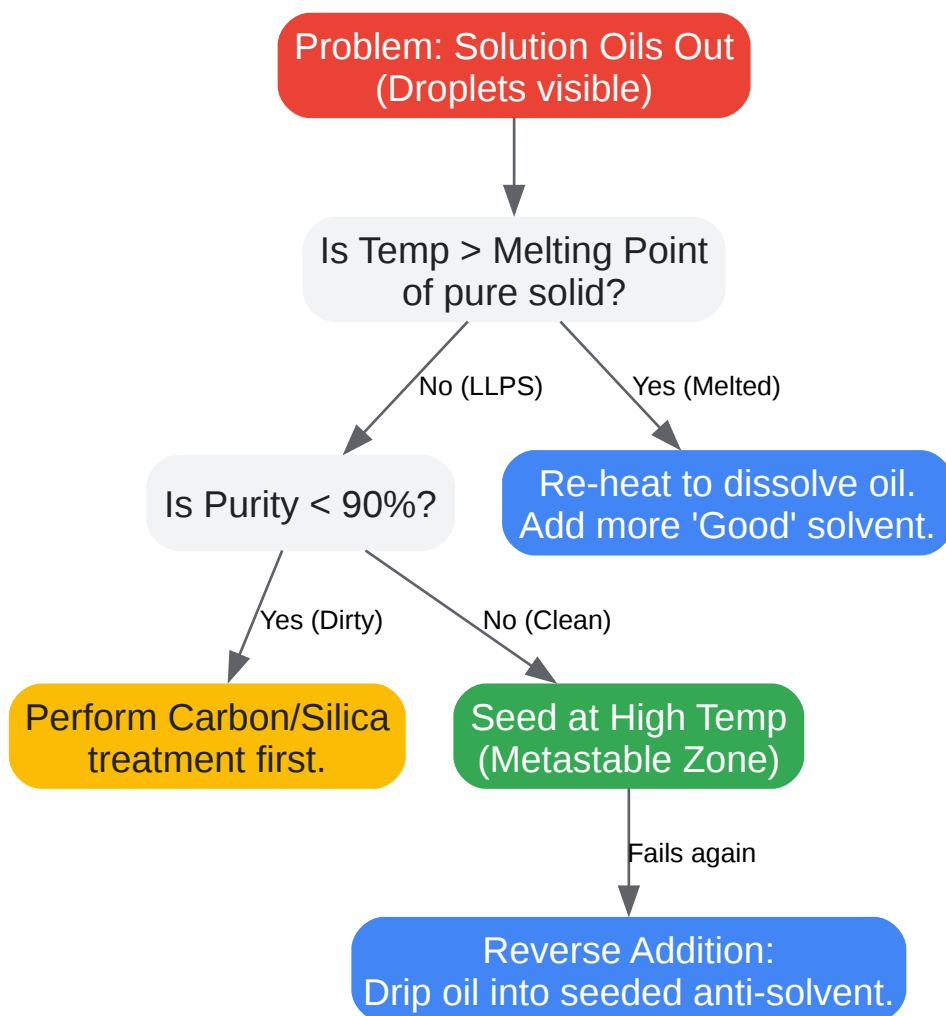 Problem: Solution Oils Out
(Droplets visible)
Is Temp > Melting Point
of pure solid?
No (LLPS)
Yes (Melted)
Is Purity < 90%?
Re-heat to dissolve oil.
Add more 'Good' solvent.
Yes (Dirty)
No (Clean)
Perform Carbon/Silica
treatment first.
Seed at High Temp
(Metastable Zone)
Fails again
Reverse Addition:
Drip oil into seeded anti-solvent.